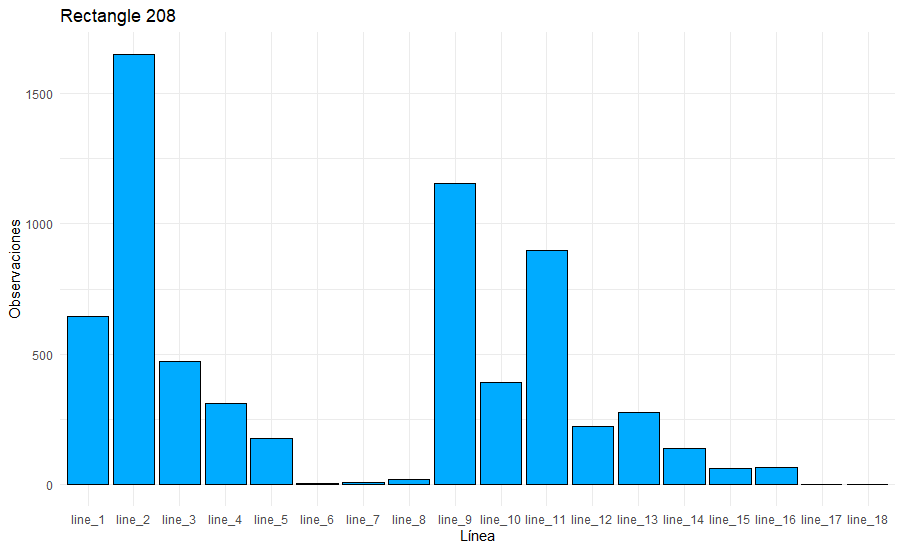 Rectangle 208
Observaciones
1500
1000
500
0
line_1 line_2 line_3 line_4 line_5 line_6 line_7 line_8 line_9 line_10 line_11 line_12 line_13 line_14 line_15 line_16 line_17 line_18
Línea